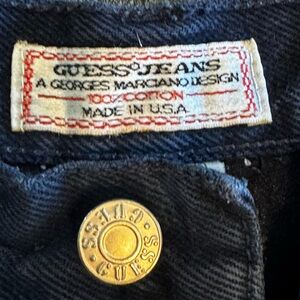 GUESS® JEANS
A GEORGES MARCIANO DESIGN
100% COTTON
MADE IN U.S.A
GUESS
GUESS